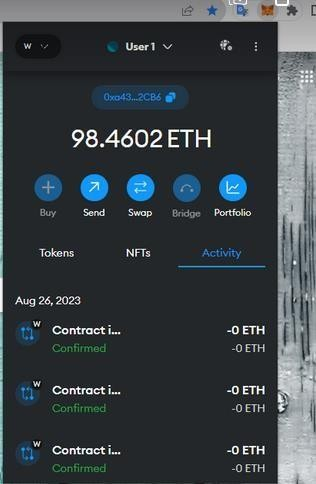 W
User 1
0xa43...2CB6
98.4602 ETH
Buy
Send
Swap
Bridge
Portfolio
Tokens
NFTs
Activity
Aug 26, 2023
W
Contract i...
-0 ETH
Confirmed
-0 ETH
W
Contract i...
-0 ETH
Confirmed
-0 ETH
W
Contract i...
-0 ETH
Confirmed
-0 ETH